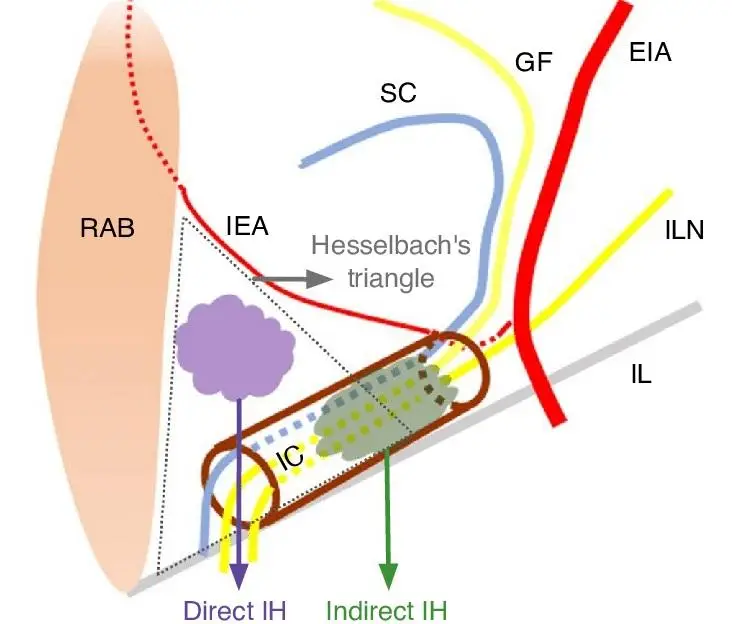 EIA
GF
SC
RAB
IEA
ILN
Hesselbach's
triangle
IL
IC
Direct IH
Indirect IH